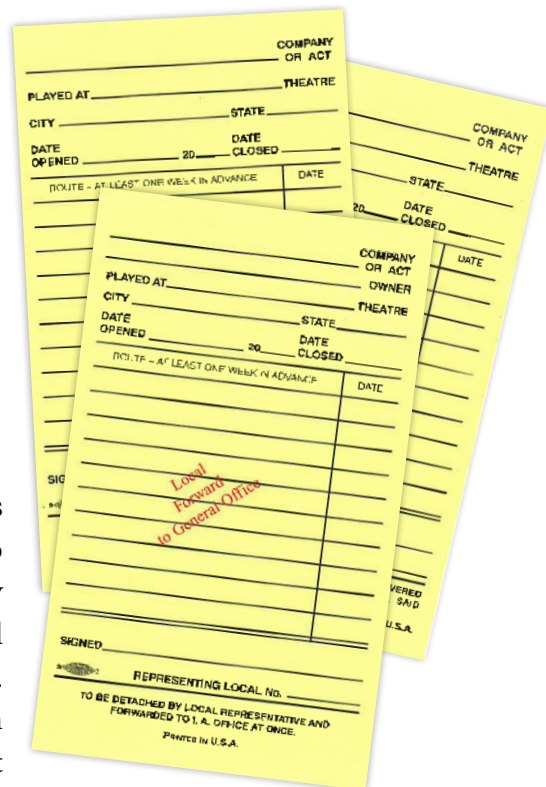 COMPANY
OR ACT
PLAYED AT THEATRE
CITY STATE
DATE OPENED 20 DATE CLOSED
ROUTE – AT LEAST ONE WEEK IN ADVANCE DATE
SIG
COMPANY
OR ACT
THEATRE
STATE
20 DATE CLOSED
DATE
VERED
SAID
U.S.A.
COMPANY
OR ACT
OWNER
PLAYED AT THEATRE
CITY STATE
DATE OPENED 20 DATE CLOSED
ROUTE – AT LEAST ONE WEEK IN ADVANCE DATE
Local
Forward
to General Office
SIGNED
REPRESENTING LOCAL No.
TO BE DETACHED BY LOCAL REPRESENTATIVE AND
FORWARDED TO I. A. OFFICE AT ONCE.
PRINTED IN U.S.A.